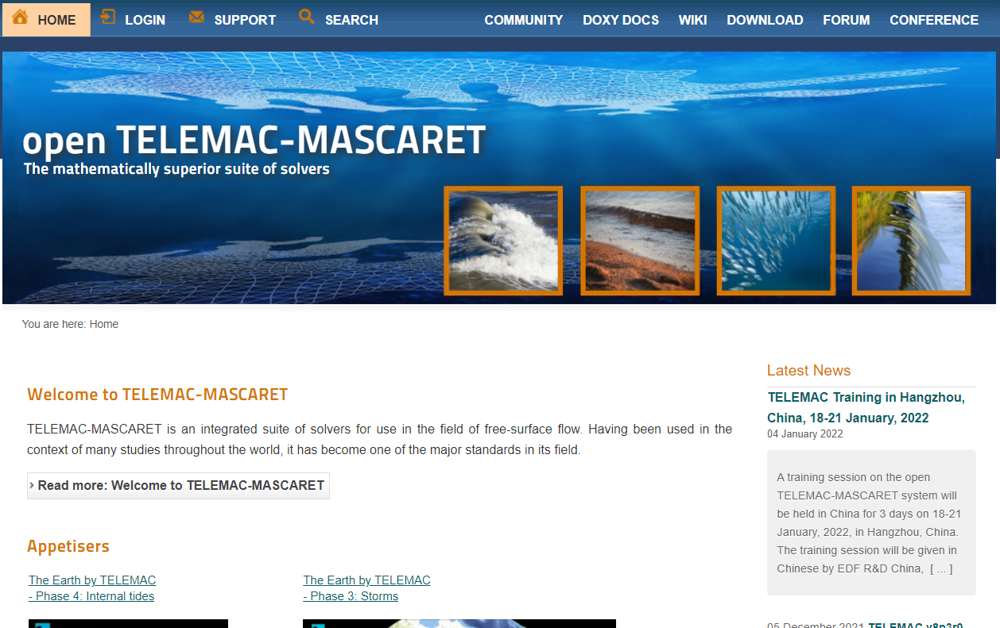 HOME LOGIN SUPPORT SEARCH COMMUNITY DOXY DOCS WIKI DOWNLOAD FORUM CONFERENCE
open TELEMAC-MASCARET
The mathematically superior suite of solvers
You are here: Home
Welcome to TELEMAC-MASCARET
TELEMAC-MASCARET is an integrated suite of solvers for use in the field of free-surface flow. Having been used in the
context of many studies throughout the world, it has become one of the major standards in its field.
› Read more: Welcome to TELEMAC-MASCARET
Appetisers
The Earth by TELEMAC
- Phase 4: Internal tides
The Earth by TELEMAC
- Phase 3: Storms
Latest News
TELEMAC Training in Hangzhou,
China, 18-21 January, 2022
04 January 2022
A training session on the open
TELEMAC-MASCARET system will
be held in China for 3 days on 18-21
January, 2022, in Hangzhou, China.
The training session will be given in
Chinese by EDF R&D China, [ ... ]
05 December 2021 TELEMAC v8p3r0